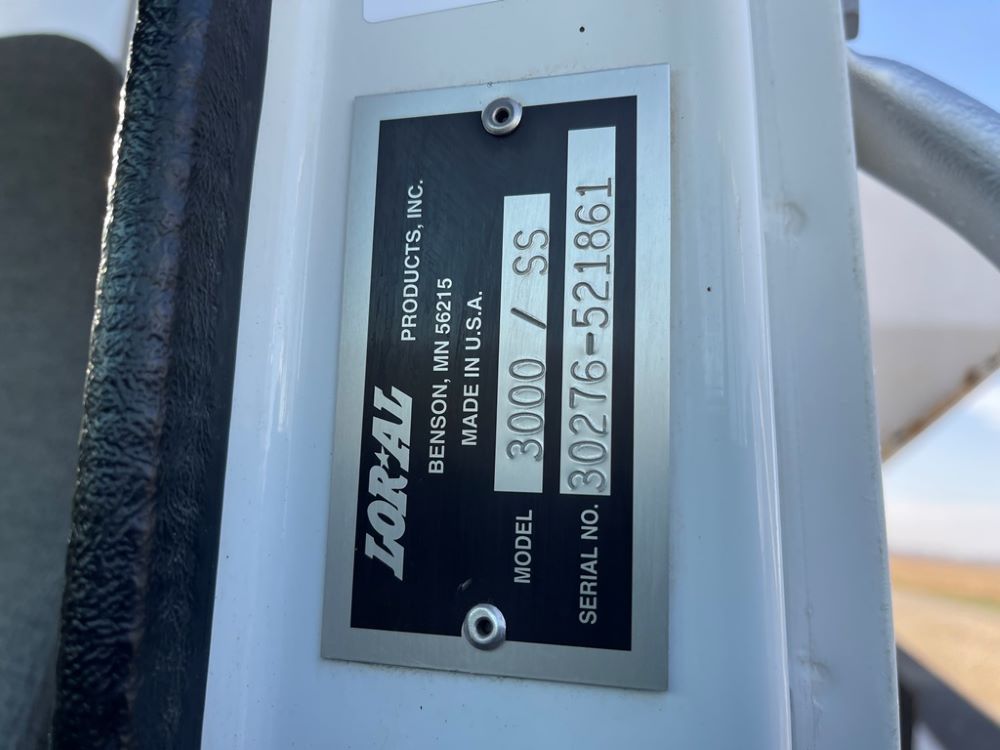 LOR★AL PRODUCTS, INC.
BENSON, MN 56215
MADE IN U.S.A.
MODEL 3000 / SS
SERIAL NO. 30276-521861